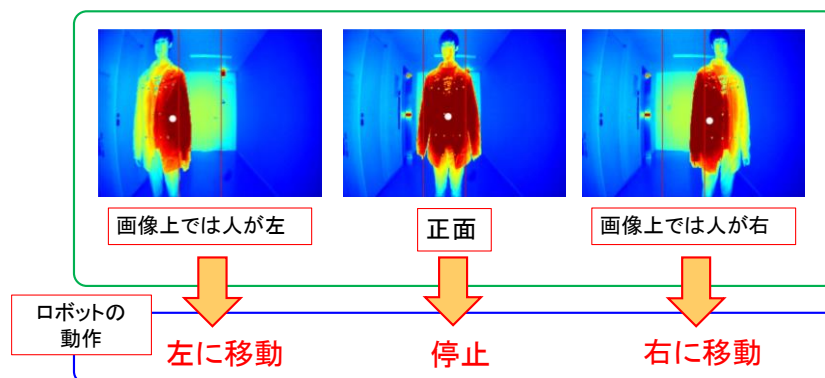 画像上では人が左
正面
画像上では人が右
ロボットの
動作
左に移動
停止
右に移動